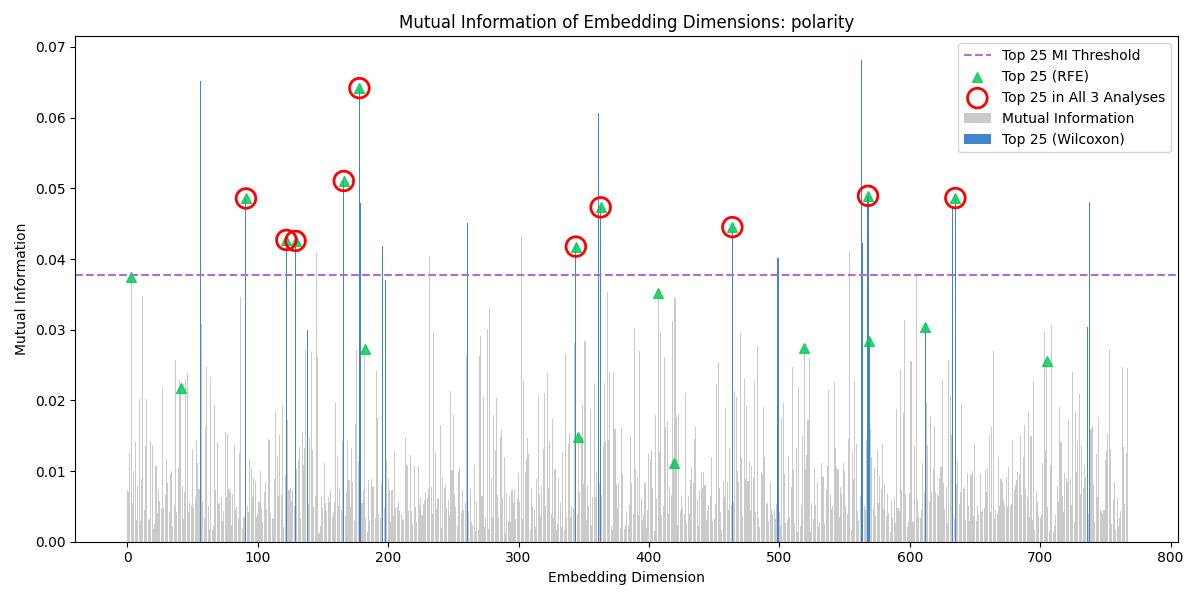 Mutual Information of Embedding Dimensions: polarity
Top 25 MI Threshold
Top 25 (RFE)
Top 25 in All 3 Analyses
Mutual Information
Top 25 (Wilcoxon)
Mutual Information
0.07
0.06
0.05
0.04
0.03
0.02
0.01
0.00
0 100 200 300 400 500 600 700 800
Embedding Dimension